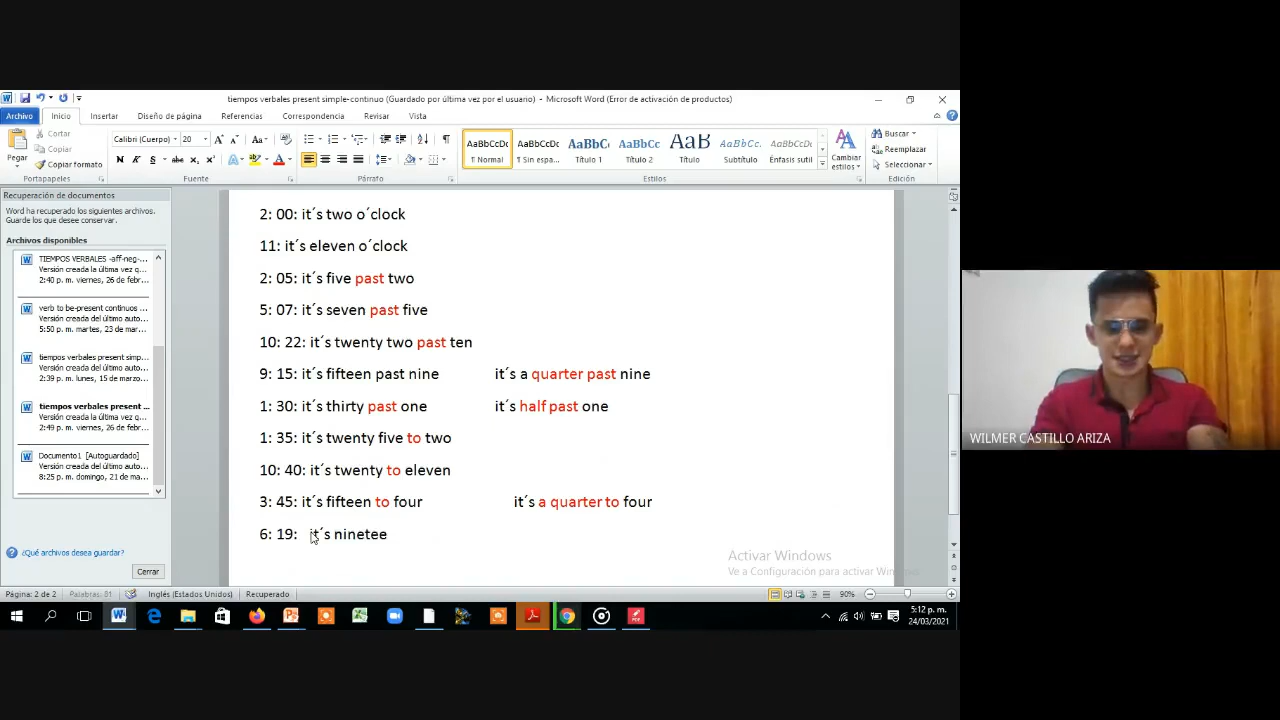 tiempos verbales present simple-continuo (Guardado por última vez por el usuario) - Microsoft Word (Error de activación de productos)
Archivo Inicio Insertar Diseño de página Referencias Correspondencia Revisar Vista
Pegar
Cortar
Copiar
Copiar formato
Portapapeles
Calibri (Cuerpo) 20
Fuente
Párrafo
AaBbCcDc AaBbCcDc AaBbC AaBbCc AaB AaBbCc. AaBbCcDc
¶ Normal ¶ Sin espa... Título 1 Título 2 Título Subtítulo Énfasis sutil
Estilos
Cambiar estilos
Buscar
Reemplazar
Seleccionar
Edición
Recuperación de documentos
Word ha recuperado los siguientes archivos.
Guarde los que desee conservar.
Archivos disponibles
TIEMPOS VERBALES -aff-neg-...
Versión creada la última vez q...
2:40 p. m. viernes, 26 de febr...
verb to be-present continuos ...
Versión creada del último auto...
5:50 p. m. martes, 23 de mar...
tiempos verbales present simp...
Versión creada del último auto...
2:39 p. m. lunes, 15 de marzo...
tiempos verbales present ...
Versión creada la última vez q...
2:49 p. m. viernes, 26 de febr...
Documento1 [Autoguardado]
Versión creada del último auto...
8:25 p. m. domingo, 21 de ma...
¿Qué archivos desea guardar?
Cerrar
2: 00: it´s two o´clock
11: it´s eleven o´clock
2: 05: it´s five past two
5: 07: it´s seven past five
10: 22: it´s twenty two past ten
9: 15: it´s fifteen past nine it´s a quarter past nine
1: 30: it´s thirty past one it´s half past one
1: 35: it´s twenty five to two
10: 40: it´s twenty to eleven
3: 45: it´s fifteen to four it´s a quarter to four
6: 19: it´s ninetee
Activar Windows
Ve a Configuración para activar Windows
Página: 2 de 2 Palabras: 81 Inglés (Estados Unidos) Recuperado 90%
5:12 p. m.
24/03/2021
WILMER CASTILLO ARIZA